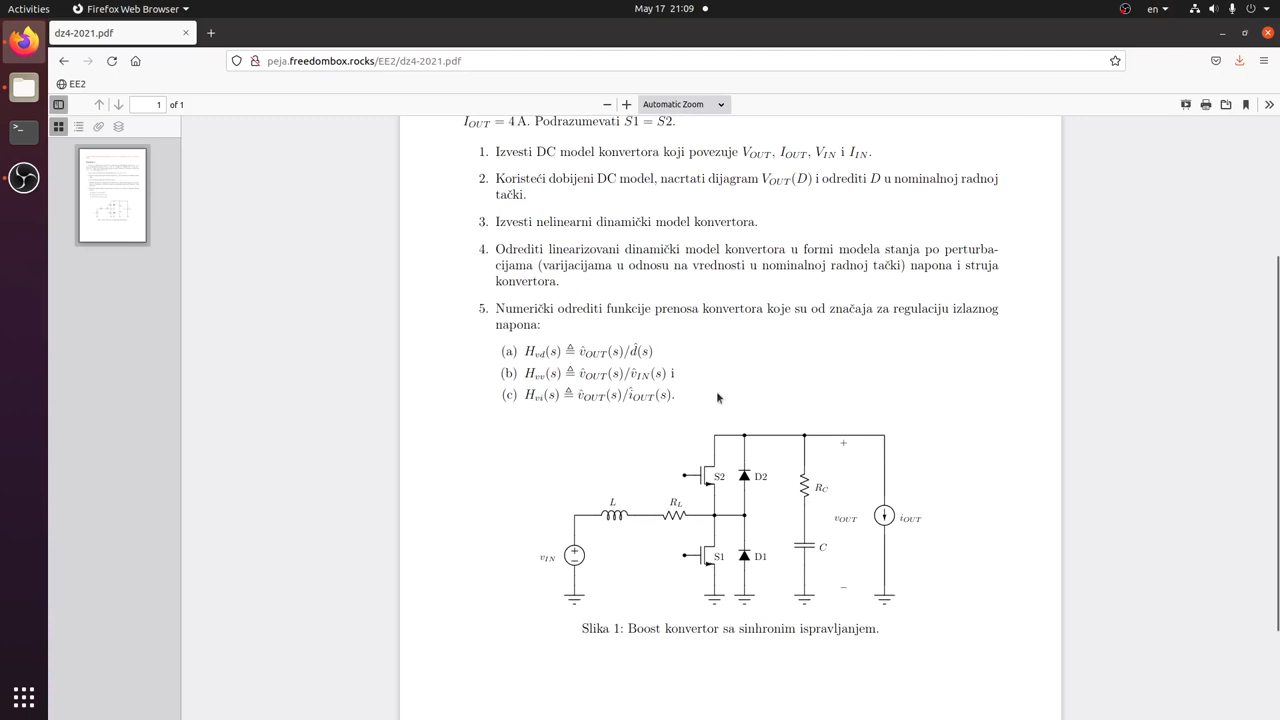 Activities
Firefox Web Browser
May 17 21:09
en
dz4-2021.pdf
peja.freedombox.rocks/EE2/dz4-2021.pdf
EE2
1 of 1
Automatic Zoom
I_OUT = 4 A. Podrazumevati S1 = S2.
1. Izvesti DC model konvertora koji povezuje V_OUT, I_OUT, V_IN i I_IN.
2. Koristeći dobijeni DC model, nacrtati dijagram V_OUT(D) i odrediti D u nominalnoj radnoj
tački.
3. Izvesti nelinearni dinamički model konvertora.
4. Odrediti linearizovani dinamički model konvertora u formi modela stanja po perturba-
cijama (varijacijama u odnosu na vrednosti u nominalnoj radnoj tački) napona i struja
konvertora.
5. Numerički odrediti funkcije prenosa konvertora koje su od značaja za regulaciju izlaznog
napona:
(a) H_vd(s) ≜ v̂_OUT(s)/d̂(s)
(b) H_vv(s) ≜ v̂_OUT(s)/v̂_IN(s) i
(c) H_vi(s) ≜ v̂_OUT(s)/î_OUT(s).
+
S2
D2
R_C
L
R_L
v_OUT
i_OUT
v_IN
+
−
S1
D1
C
−
Slika 1: Boost konvertor sa sinhronim ispravljanjem.